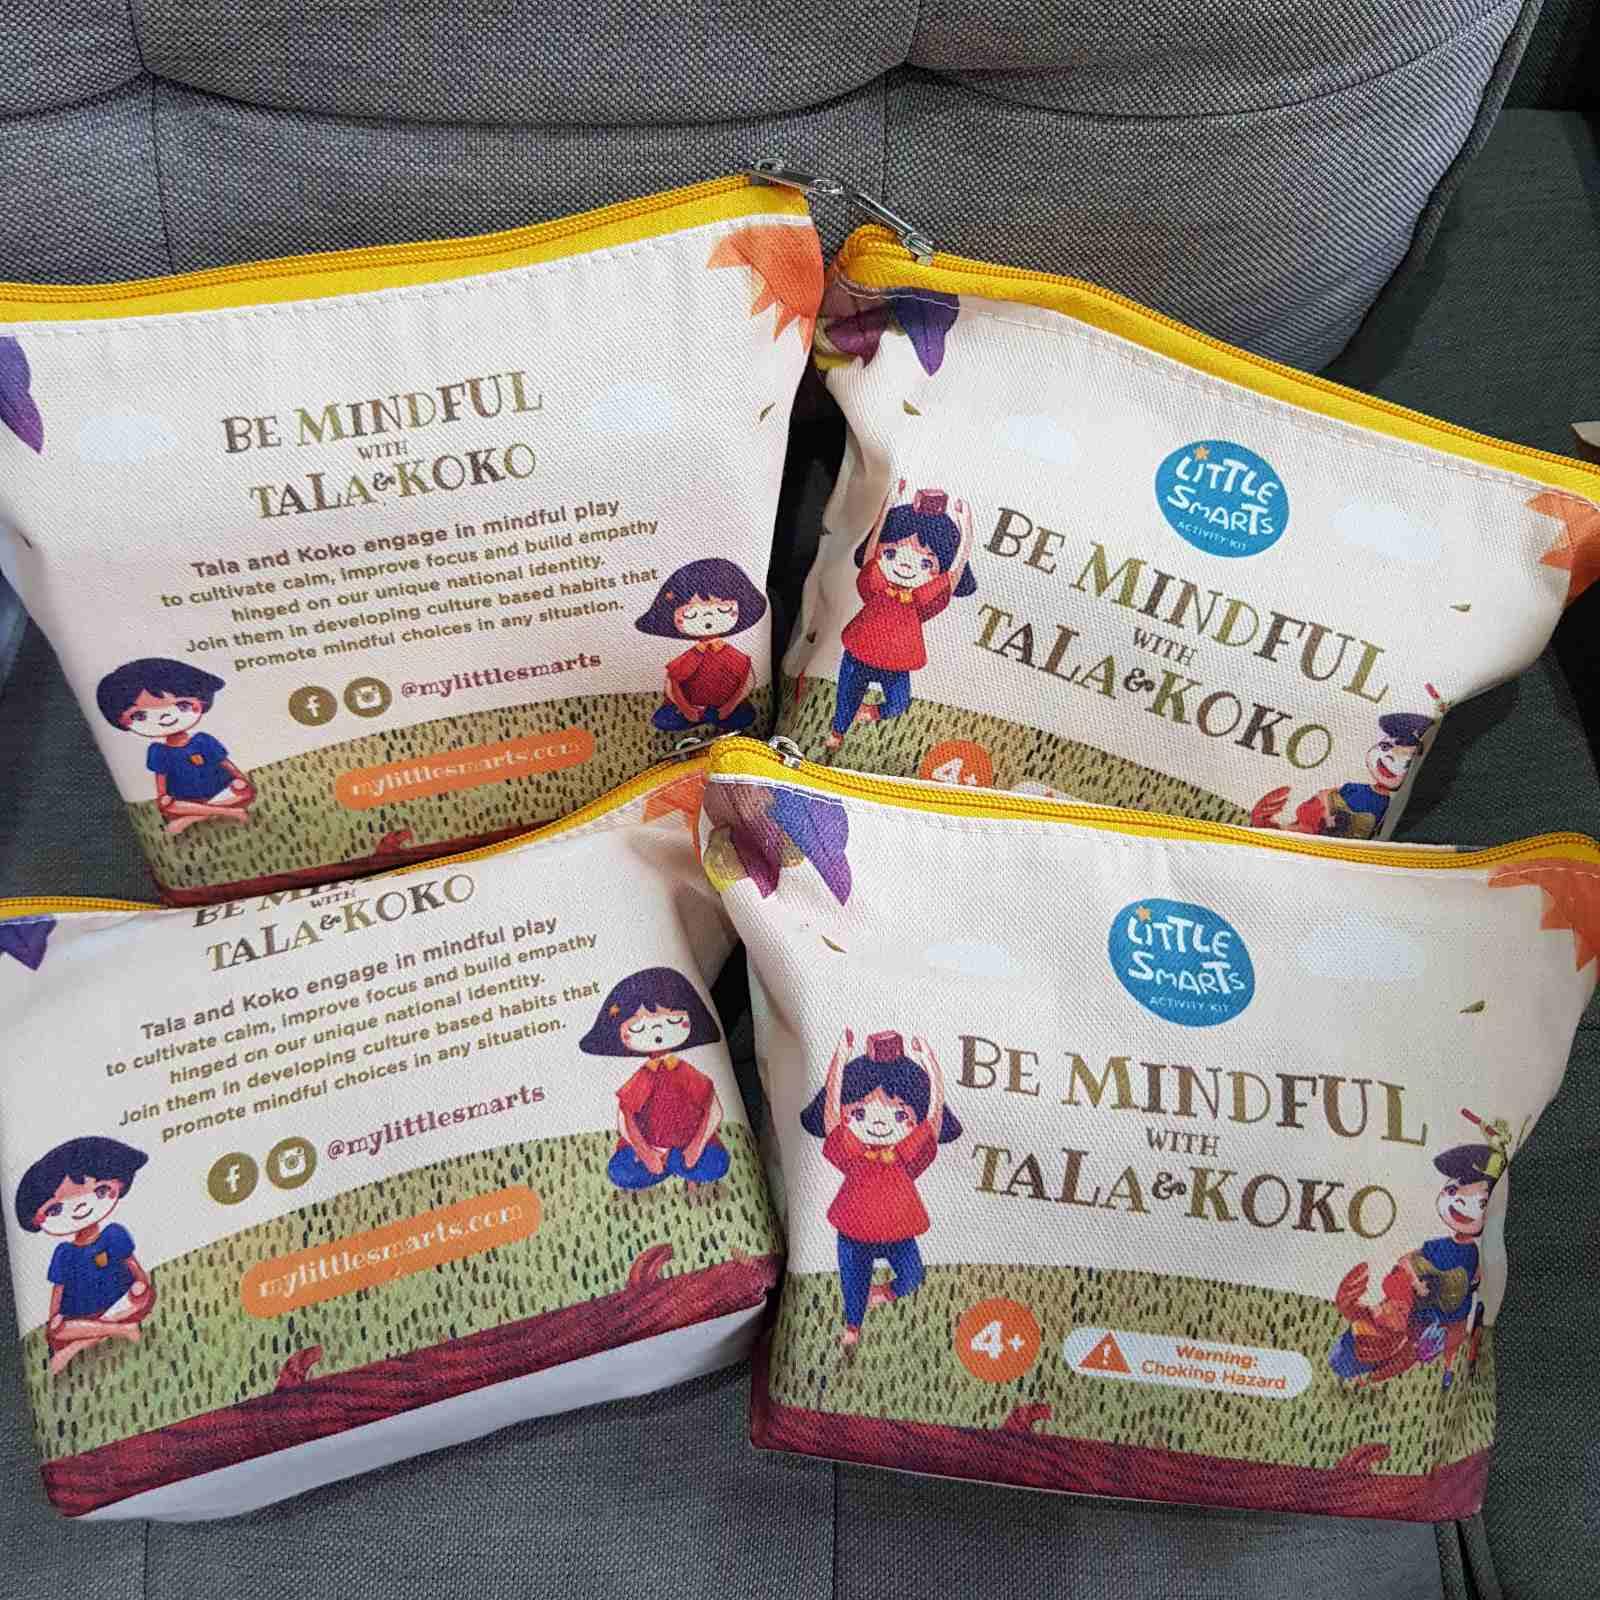 BE MINDFUL
WITH
TALA & KOKO
Tala and Koko engage in mindful play
to cultivate calm, improve focus and build empathy
hinged on our unique national identity.
Join them in developing culture based habits that
promote mindful choices in any situation.
@mylittlesmarts
mylittlesmarts.com
LITTLE
SMARTS
ACTIVITY KIT
BE MINDFUL
WITH
TALA & KOKO
4+
BE MIN
WITH
TALA & KOKO
Tala and Koko engage in mindful play
to cultivate calm, improve focus and build empathy
hinged on our unique national identity.
Join them in developing culture based habits that
promote mindful choices in any situation.
@mylittlesmarts
mylittlesmarts.com
LITTLE
SMARTS
ACTIVITY KIT
BE MINDFUL
WITH
TALA & KOKO
4+
Warning:
Choking Hazard